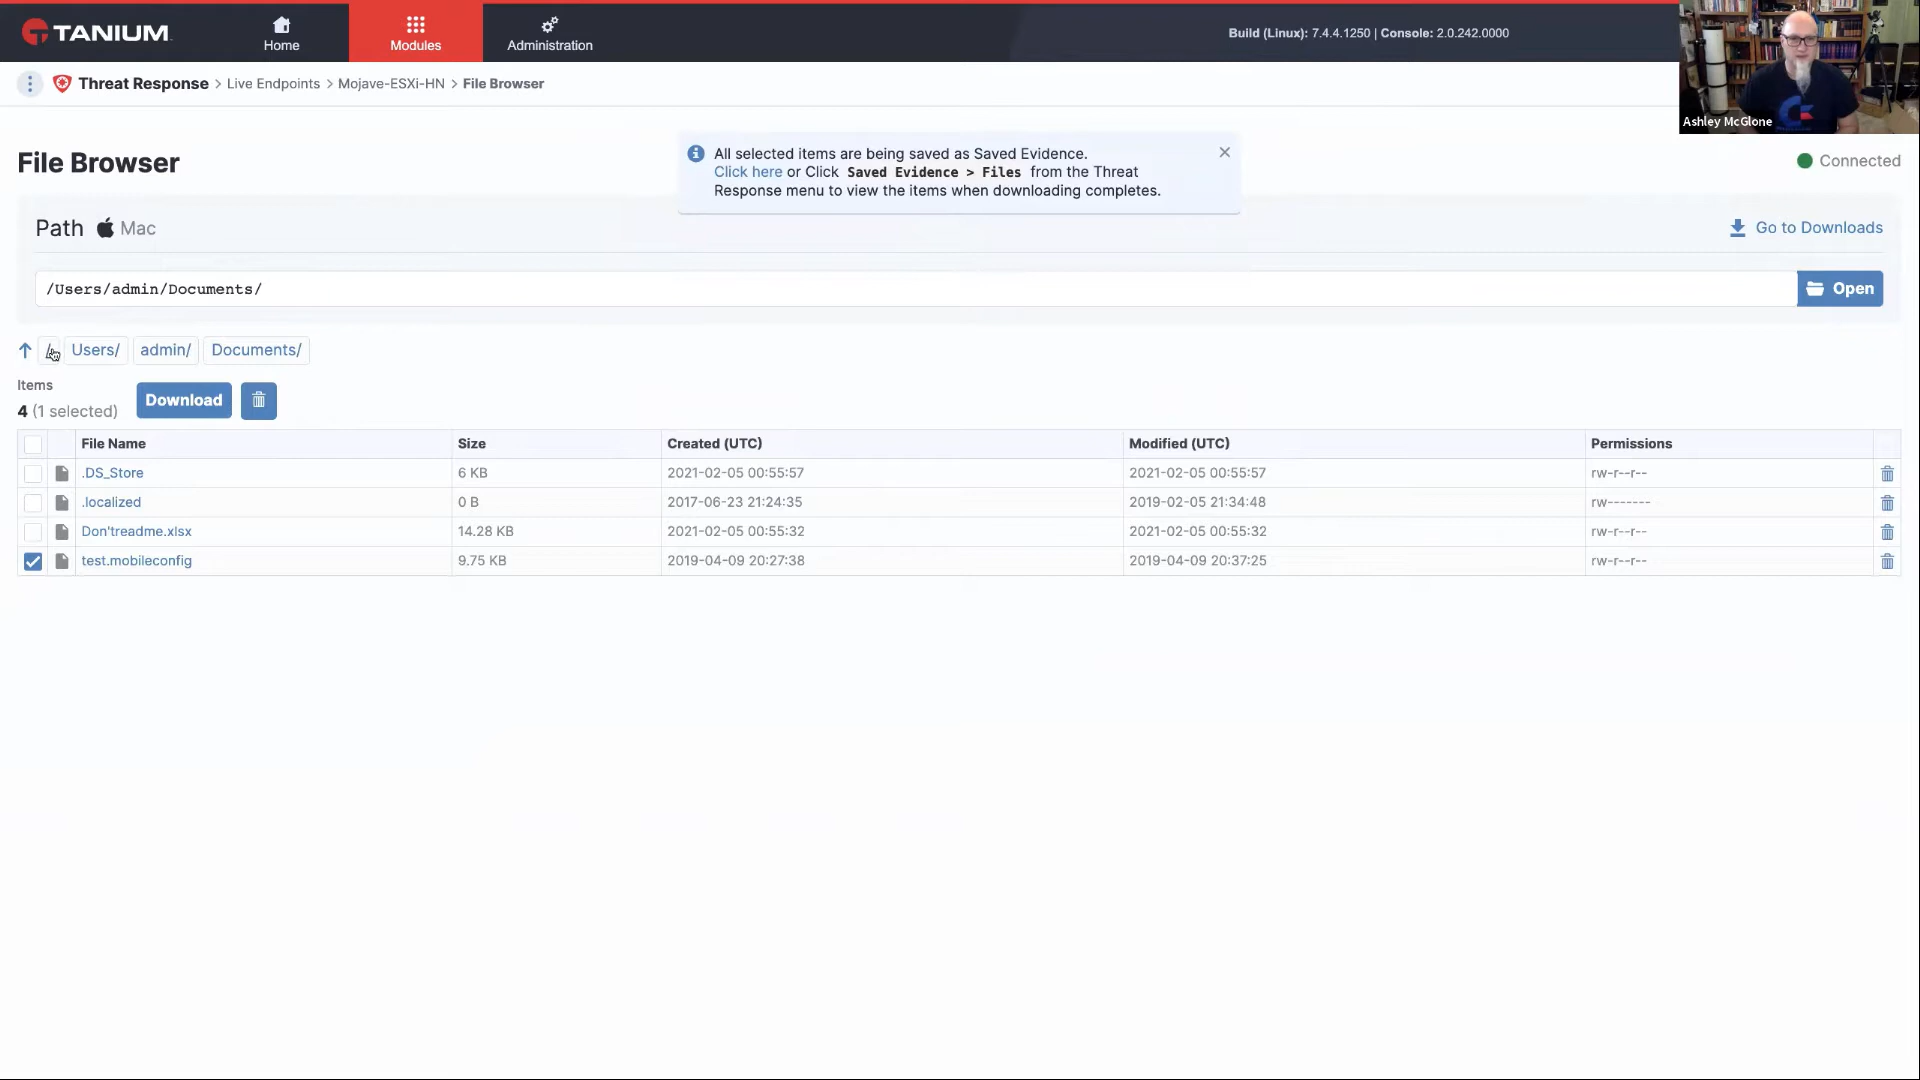 TANIUM
Home
Modules
Administration
Build (Linux): 7.4.4.1250 | Console: 2.0.242.0000
Ashley McGlone
Threat Response > Live Endpoints > Mojave-ESXi-HN > File Browser
File Browser
All selected items are being saved as Saved Evidence.
Click here or Click Saved Evidence > Files from the Threat
Response menu to view the items when downloading completes.
Connected
Path Mac
Go to Downloads
/Users/admin/Documents/
Open
/ Users/ admin/ Documents/
Items
4 (1 selected)
Download
File Name Size Created (UTC) Modified (UTC) Permissions
.DS_Store 6 KB 2021-02-05 00:55:57 2021-02-05 00:55:57 rw-r--r--
.localized 0 B 2017-06-23 21:24:35 2019-02-05 21:34:48 rw-------
Don'treadme.xlsx 14.28 KB 2021-02-05 00:55:32 2021-02-05 00:55:32 rw-r--r--
test.mobileconfig 9.75 KB 2019-04-09 20:27:38 2019-04-09 20:37:25 rw-r--r--